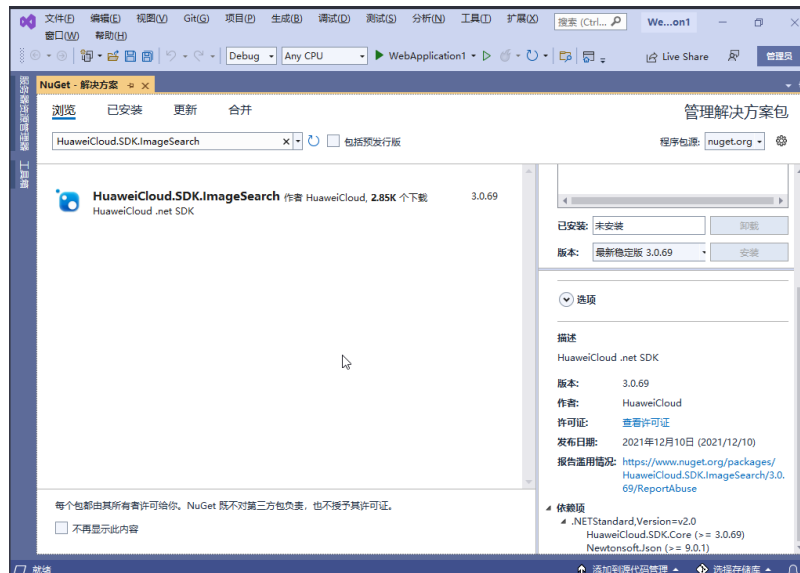 文件(F) 编辑(E) 视图(V) Git(G) 项目(P) 生成(B) 调试(D) 测试(S) 分析(N) 工具(T) 扩展(X) 搜索 (Ctrl... We...on1
窗口(W) 帮助(H)
Debug Any CPU WebApplication1 Live Share 管理员
NuGet - 解决方案
工具箱
浏览 已安装 更新 合并 管理解决方案包
HuaweiCloud.SDK.ImageSearch 包括预发行版 程序包源: nuget.org
HuaweiCloud.SDK.ImageSearch 作者 HuaweiCloud, 2.85K 个下载 3.0.69
HuaweiCloud .net SDK
已安装: 未安装 卸载
版本: 最新稳定版 3.0.69 安装
选项
描述
HuaweiCloud .net SDK
版本: 3.0.69
作者: HuaweiCloud
许可证: 查看许可证
发布日期: 2021年12月10日 (2021/12/10)
报告滥用情况: https://www.nuget.org/packages/
HuaweiCloud.SDK.ImageSearch/3.0.
69/ReportAbuse
依赖项
.NETStandard,Version=v2.0
HuaweiCloud.SDK.Core (>= 3.0.69)
Newtonsoft.Json (>= 9.0.1)
每个包都由其所有者许可给你。NuGet 既不对第三方包负责，也不授予其许可证。
不再显示此内容
就绪 添加到源代码管理 选择存储库